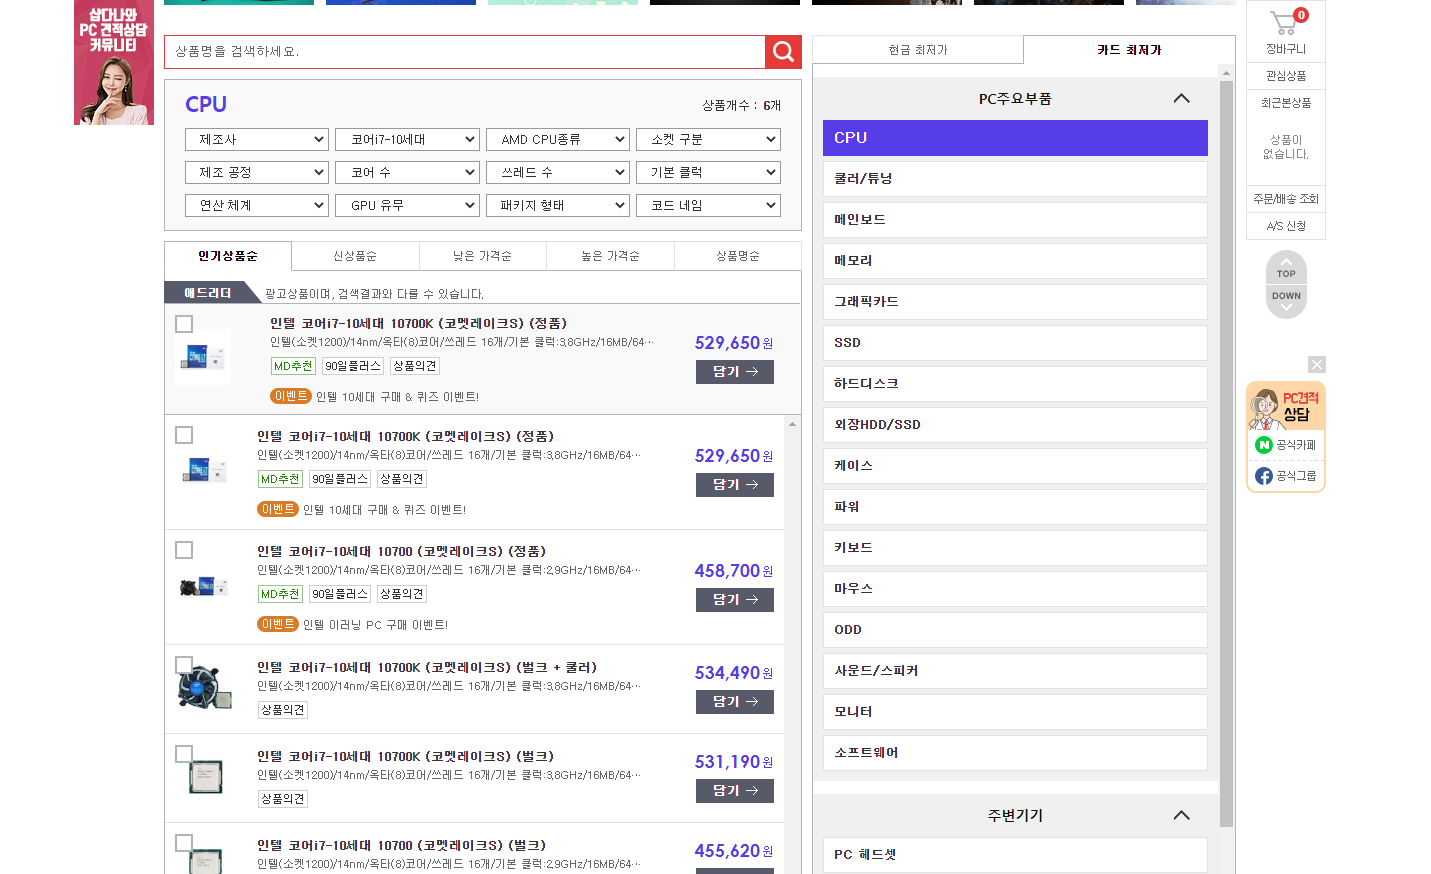 샵다나와
PC 견적상담
커뮤니티
상품명을 검색하세요.
CPU
상품개수 : 6개
제조사
코어i7-10세대
AMD CPU종류
소켓 구분
제조 공정
코어 수
쓰레드 수
기본 클럭
연산 체계
GPU 유무
패키지 형태
코드 네임
인기상품순
신상품순
낮은 가격순
높은 가격순
상품명순
애드리더
광고상품이며, 검색결과와 다를 수 있습니다.
인텔 코어i7-10세대 10700K (코멧레이크S) (정품)
인텔(소켓1200)/14nm/옥타(8)코어/쓰레드 16개/기본 클럭:3.8GHz/16MB/64…
MD추천 90일플러스 상품의견
이벤트 인텔 10세대 구매 & 퀴즈 이벤트!
529,650원
담기 →
인텔 코어i7-10세대 10700K (코멧레이크S) (정품)
인텔(소켓1200)/14nm/옥타(8)코어/쓰레드 16개/기본 클럭:3.8GHz/16MB/64…
MD추천 90일플러스 상품의견
이벤트 인텔 10세대 구매 & 퀴즈 이벤트!
529,650원
담기 →
인텔 코어i7-10세대 10700 (코멧레이크S) (정품)
인텔(소켓1200)/14nm/옥타(8)코어/쓰레드 16개/기본 클럭:2.9GHz/16MB/64…
MD추천 90일플러스 상품의견
이벤트 인텔 이러닝 PC 구매 이벤트!
458,700원
담기 →
인텔 코어i7-10세대 10700K (코멧레이크S) (벌크 + 쿨러)
인텔(소켓1200)/14nm/옥타(8)코어/쓰레드 16개/기본 클럭:3.8GHz/16MB/64…
상품의견
534,490원
담기 →
인텔 코어i7-10세대 10700K (코멧레이크S) (벌크)
인텔(소켓1200)/14nm/옥타(8)코어/쓰레드 16개/기본 클럭:3.8GHz/16MB/64…
상품의견
531,190원
담기 →
인텔 코어i7-10세대 10700 (코멧레이크S) (벌크)
인텔(소켓1200)/14nm/옥타(8)코어/쓰레드 16개/기본 클럭:2.9GHz/16MB/64…
455,620원
현금 최저가
카드 최저가
PC주요부품
CPU
쿨러/튜닝
메인보드
메모리
그래픽카드
SSD
하드디스크
외장HDD/SSD
케이스
파워
키보드
마우스
ODD
사운드/스피커
모니터
소프트웨어
주변기기
PC 헤드셋
0
장바구니
관심상품
최근본상품
상품이
없습니다.
주문/배송 조회
A/S 신청
TOP
DOWN
PC견적
상담
N 공식카페
f 공식그룹